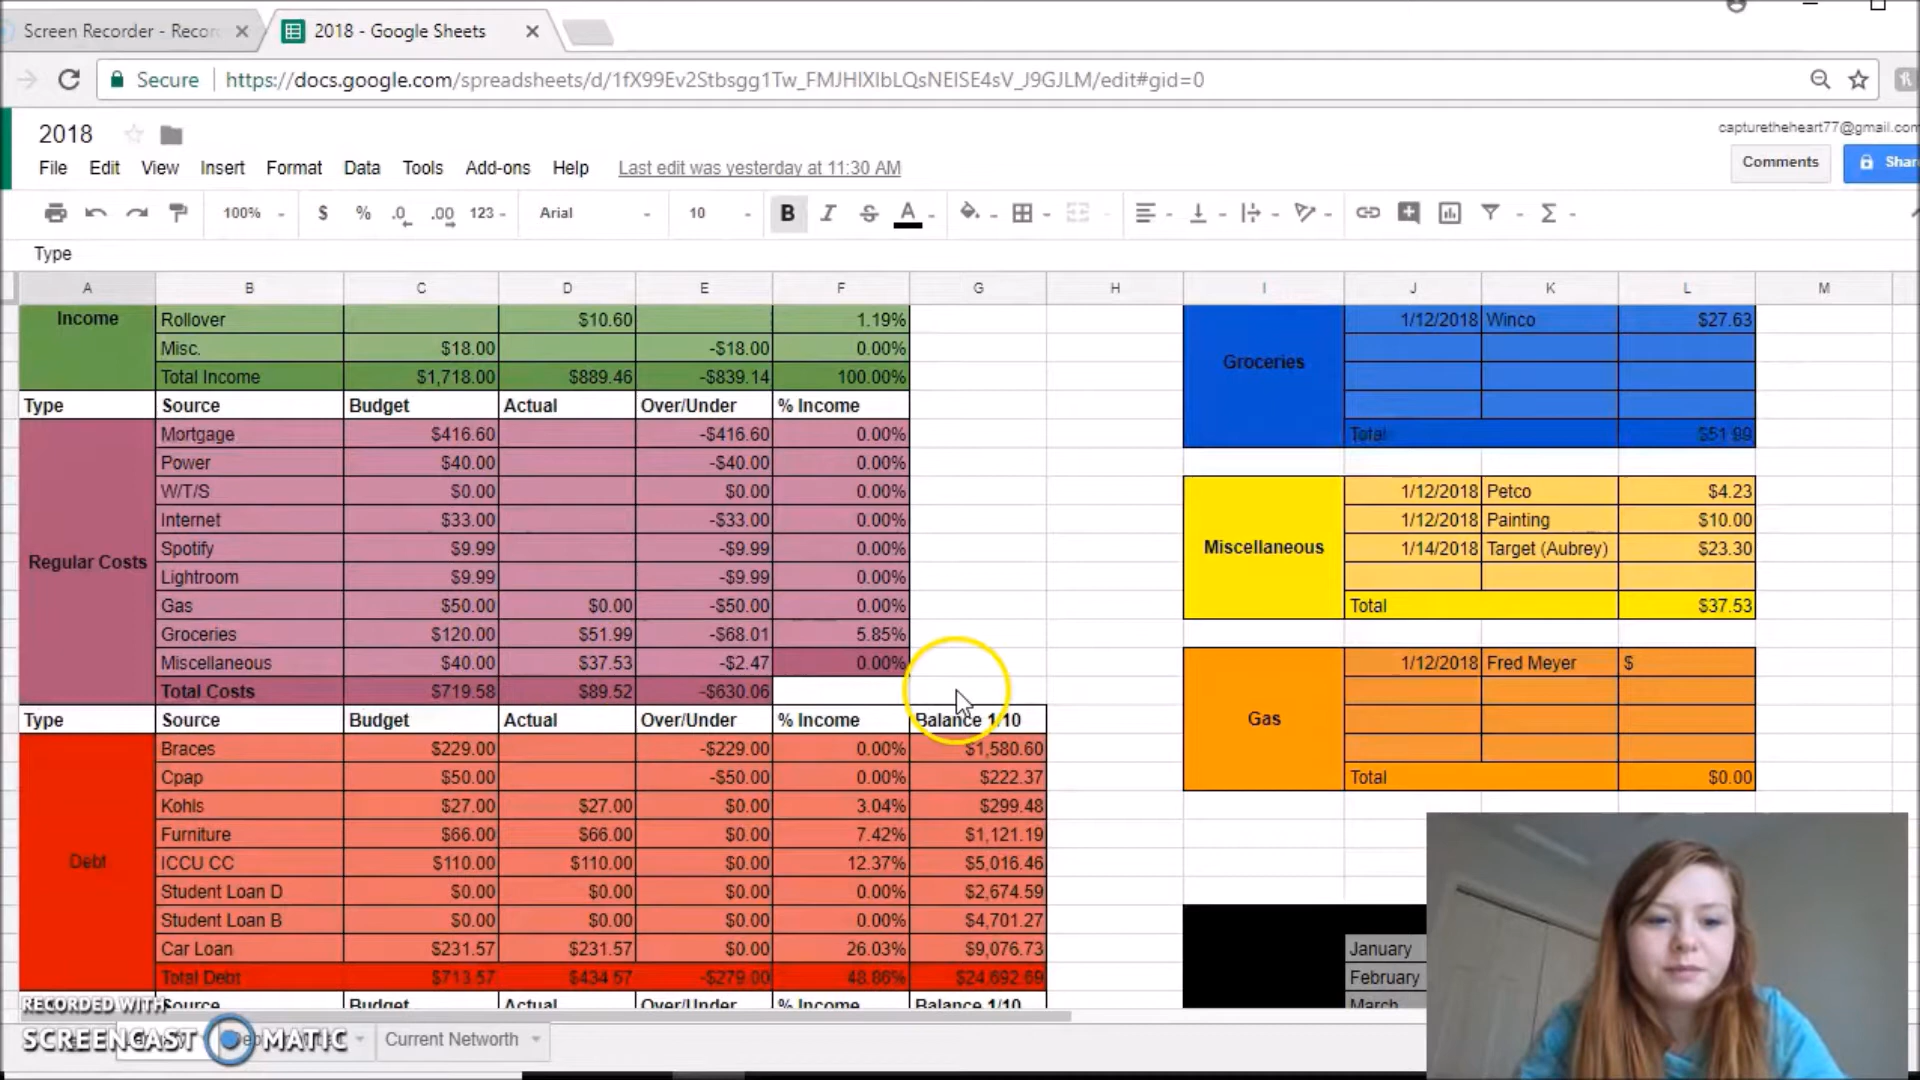 Screen Recorder - Recor
2018 - Google Sheets
Secure https://docs.google.com/spreadsheets/d/1fX99Ev2Stbsgg1Tw_FMJHIXIbLQsNEISE4sV_J9GJLM/edit#gid=0
2018
capturetheheart77@gmail.com
File Edit View Insert Format Data Tools Add-ons Help Last edit was yesterday at 11:30 AM
Comments Shar
100% $ % .0 .00 123 Arial 10 B I S A Σ
Type
A B C D E F G H I J K L M
Income Rollover $10.60 1.19%
Misc. $18.00 -$18.00 0.00%
Total Income $1,718.00 $889.46 -$839.14 100.00%
Type Source Budget Actual Over/Under % Income
Regular Costs
Mortgage $416.60 -$416.60 0.00%
Power $40.00 -$40.00 0.00%
W/T/S $0.00 $0.00 0.00%
Internet $33.00 -$33.00 0.00%
Spotify $9.99 -$9.99 0.00%
Lightroom $9.99 -$9.99 0.00%
Gas $50.00 $0.00 -$50.00 0.00%
Groceries $120.00 $51.99 -$68.01 5.85%
Miscellaneous $40.00 $37.53 -$2.47 0.00%
Total Costs $719.58 $89.52 -$630.06
Type Source Budget Actual Over/Under % Income Balance 1/10
Debt
Braces $229.00 -$229.00 0.00% $1,580.60
Cpap $50.00 -$50.00 0.00% $222.37
Kohls $27.00 $27.00 $0.00 3.04% $299.48
Furniture $66.00 $66.00 $0.00 7.42% $1,121.19
ICCU CC $110.00 $110.00 $0.00 12.37% $5,016.46
Student Loan D $0.00 $0.00 $0.00 0.00% $2,674.59
Student Loan B $0.00 $0.00 $0.00 0.00% $4,701.27
Car Loan $231.57 $231.57 $0.00 26.03% $9,076.73
Total Debt $713.57 $434.57 -$279.00 48.86% $24,692.69
Source Budget Actual Over/Under % Income Balance 1/10
Groceries
1/12/2018 Winco $27.63
Total $51.99
Miscellaneous
1/12/2018 Petco $4.23
1/12/2018 Painting $10.00
1/14/2018 Target (Aubrey) $23.30
Total $37.53
Gas
1/12/2018 Fred Meyer $
Total $0.00
January
February
March
RECORDED WITH
SCREENCAST MATIC
Current Networth